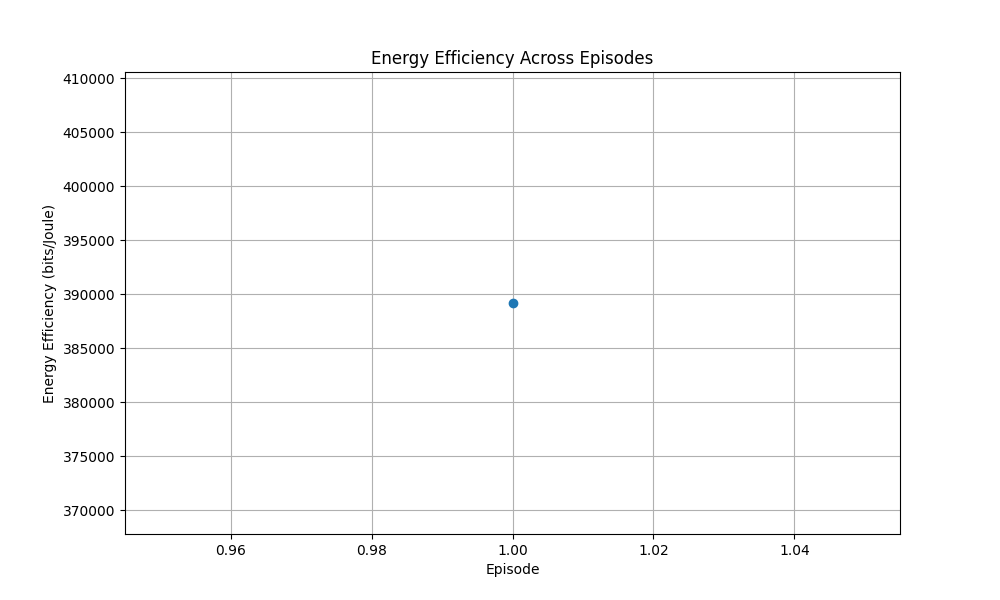 Energy Efficiency Across Episodes
410000
405000
400000
395000
390000
385000
380000
375000
370000
Energy Efficiency (bits/Joule)
0.96 0.98 1.00 1.02 1.04
Episode